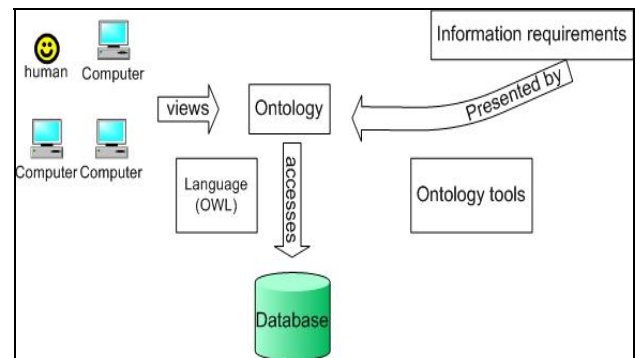 Information requirements
human Computer
Presented by
views
Ontology
Computer Computer
Language
(OWL)
accesses
Ontology tools
Database